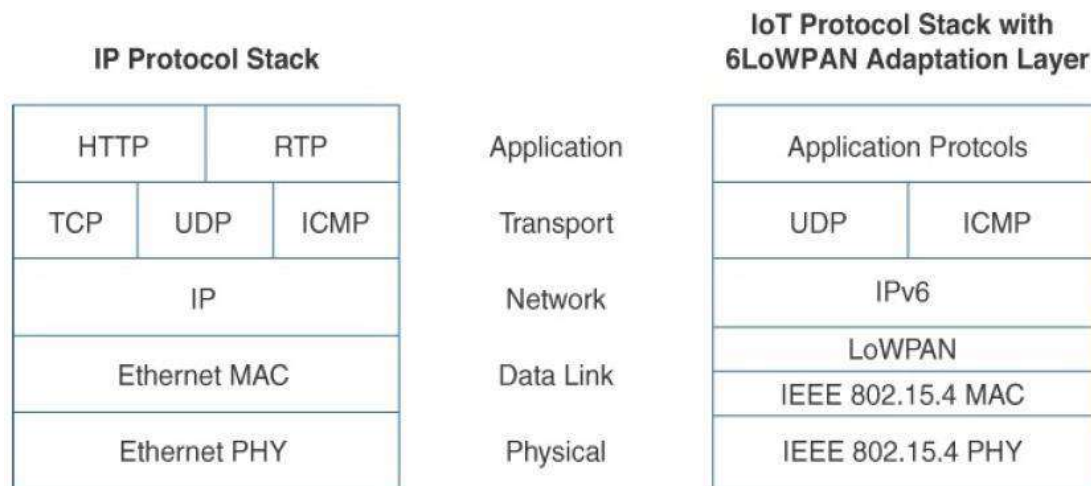 IP Protocol Stack
IoT Protocol Stack with
6LoWPAN Adaptation Layer
HTTP RTP Application Application Protcols
TCP UDP ICMP Transport UDP ICMP
IP Network IPv6
LoWPAN
Ethernet MAC Data Link
IEEE 802.15.4 MAC
Ethernet PHY Physical IEEE 802.15.4 PHY